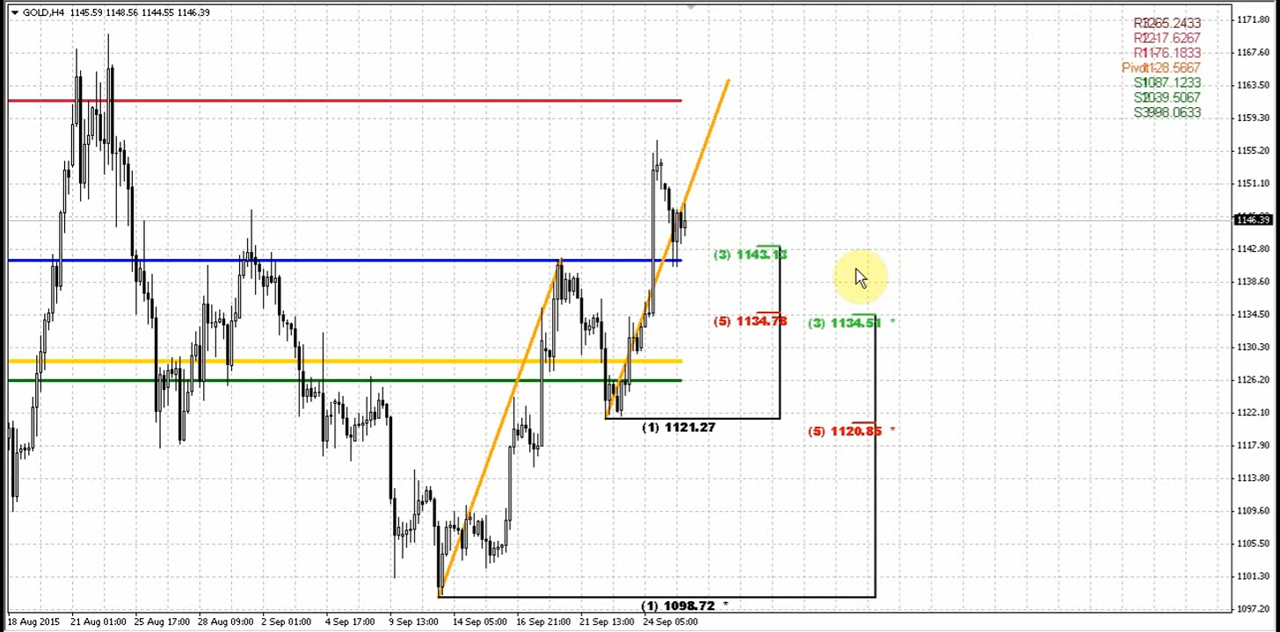 GOLD,H4 1145.59 1148.56 1144.55 1146.39
1171.80
1167.60
1163.50
1159.30
1155.20
1151.10
1146.39
1142.80
1138.60
1134.50
1130.30
1126.20
1122.10
1117.90
1113.80
1109.60
1105.50
1101.30
1097.20
(3) 1143.13
(5) 1134.78
(3) 1134.51 *
(1) 1121.27
(5) 1120.85 *
(1) 1098.72 *
18 Aug 2015
21 Aug 01:00
25 Aug 17:00
28 Aug 09:00
2 Sep 01:00
4 Sep 17:00
9 Sep 13:00
14 Sep 05:00
16 Sep 21:00
21 Sep 13:00
24 Sep 05:00